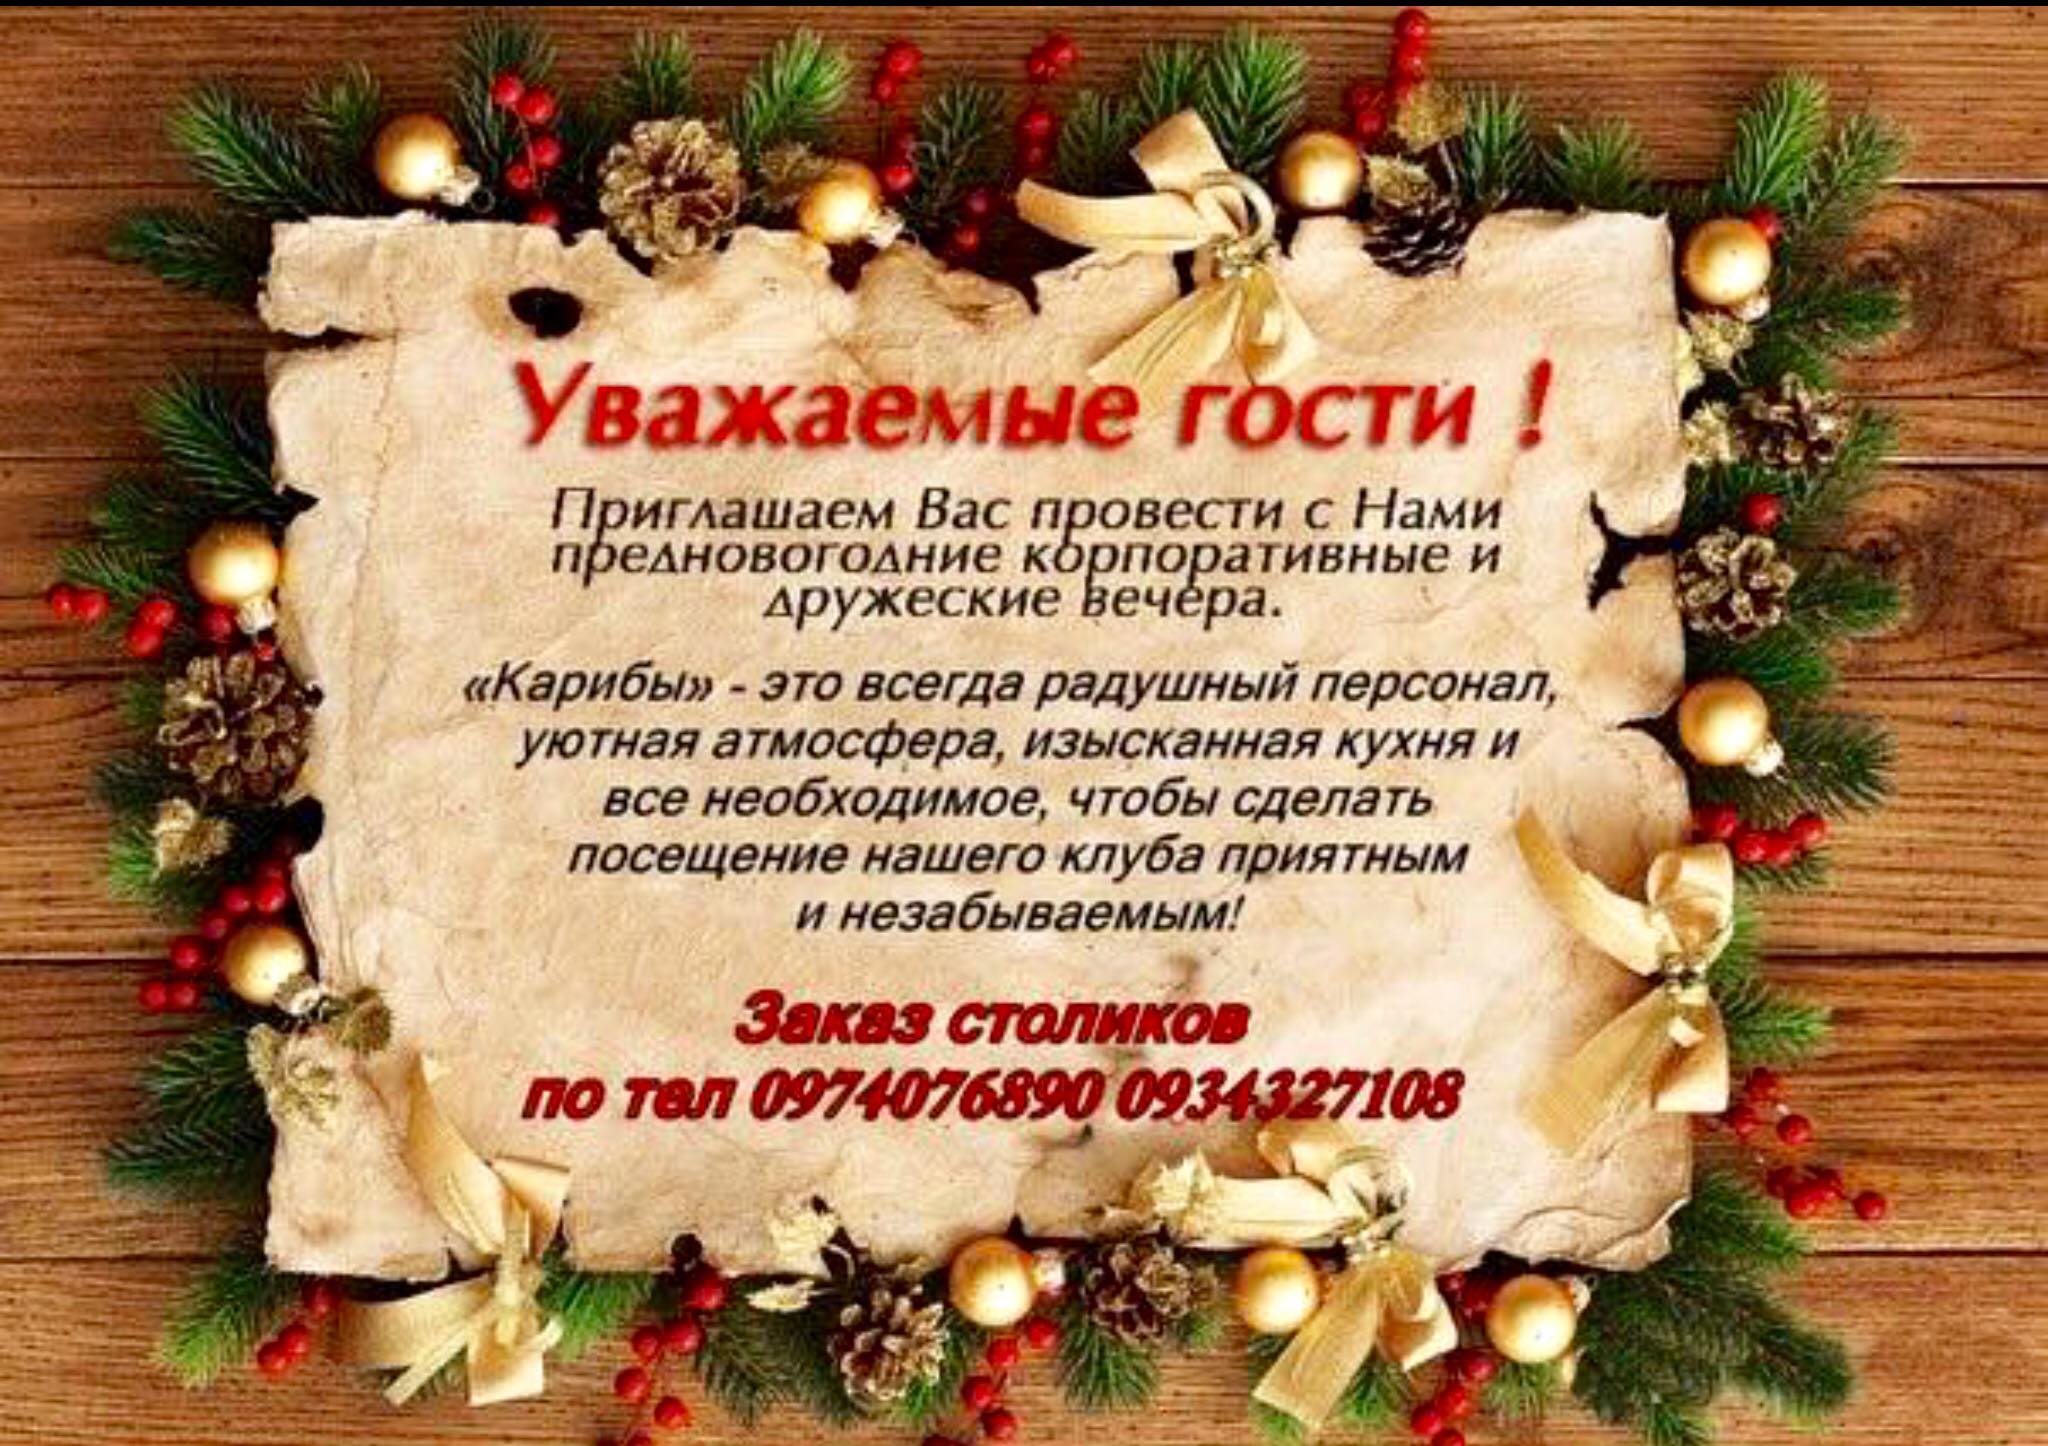 Уважаемые гости !
Приглашаем Вас провести с Нами
предновогодние корпоративные и
дружеские вечера.
«Карибы» - это всегда радушный персонал,
уютная атмосфера, изысканная кухня и
все необходимое, чтобы сделать
посещение нашего клуба приятным
и незабываемым!
Заказ столиков
по тел 0974076890 0934327108